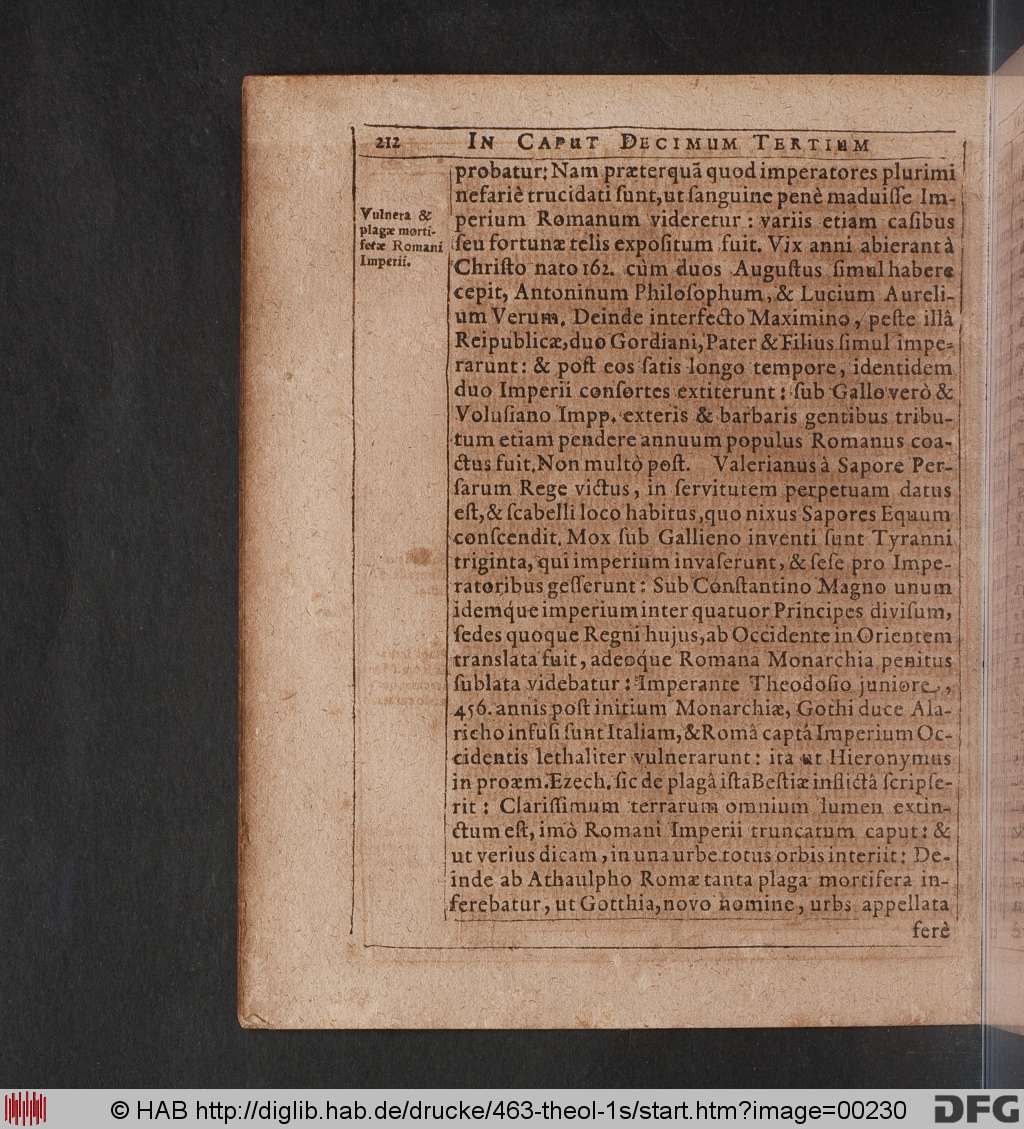 212 IN CAPUT DECIMUM TERTIUM
probatur: Nam præterquā quod imperatores plurimi
nefariè trucidati ſunt, ut ſanguine penè maduiſſe Im-
perium Romanum videretur : variis etiam caſibus
ſeu fortunæ telis expoſitum fuit. Vix anni abierant à
Chriſto nato 162. cùm duos Auguſtus ſimul habere
cepit, Antoninum Philoſophum, & Lucium Aureli-
um Verum. Deinde interfecto Maximino, peſte illâ
Reipublicæ, duo Gordiani, Pater & Filius ſimul impe-
rarunt: & poſt eos ſatis longo tempore, identidem
duo Imperii conſortes extiterunt: ſub Gallo verò &
Voluſiano Impp. exteris & barbaris gentibus tribu-
tum etiam pendere annuum populus Romanus coa-
ctus fuit. Non multò poſt. Valerianus à Sapore Per-
ſarum Rege victus, in ſervitutem perpetuam datus
eſt, & ſcabelli loco habitus, quo nixus Sapores Equum
conſcendit. Mox ſub Gallieno inventi ſunt Tyranni
triginta, qui imperium invaſerunt, & ſeſe pro Impe-
ratoribus geſſerunt: Sub Conſtantino Magno unum
idemque imperium inter quatuor Principes diviſum,
ſedes quoque Regni hujus, ab Occidente in Orientem
translata fuit, adeoque Romana Monarchia penitus
ſublata videbatur: Imperante Theodoſio juniore,
456. annis poſt initium Monarchiæ, Gothi duce Ala-
richo infuſi ſunt Italiam, & Româ captâ Imperium Oc-
cidentis lethaliter vulnerarunt: ita ut Hieronymus
in proœm. Ezech. ſic de plagâ iſta Beſtiæ inflictâ ſcripſe-
rit: Clariſſimum terrarum omnium lumen extin-
ctum eſt, imò Romani Imperii truncatum caput: &
ut verius dicam, in una urbe totus orbis interiit: De-
inde ab Athaulpho Romæ tanta plaga mortifera in-
ferebatur, ut Gotthia, novo nomine, urbs appellata
ferè
Vulnera &
plagæ morti-
feræ Romani
Imperii.
© HAB http://diglib.hab.de/drucke/463-theol-1s/start.htm?image=00230
DFG